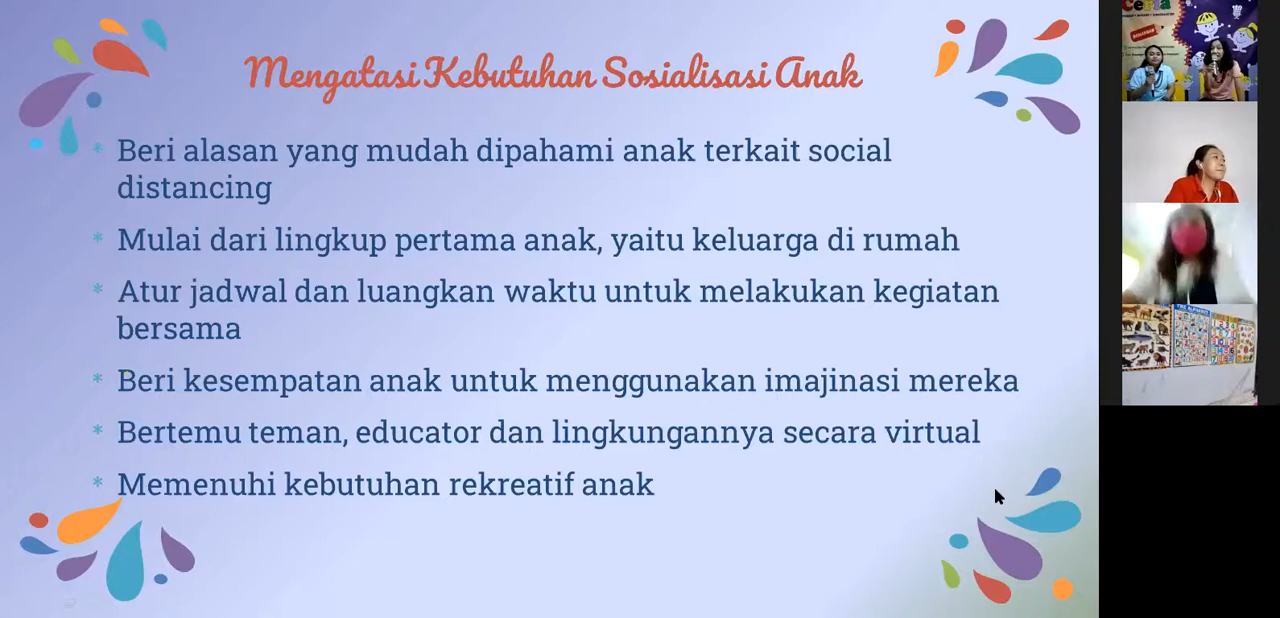 Mengatasi Kebutuhan Sosialisasi Anak
* Beri alasan yang mudah dipahami anak terkait social
distancing
* Mulai dari lingkup pertama anak, yaitu keluarga di rumah
* Atur jadwal dan luangkan waktu untuk melakukan kegiatan
bersama
* Beri kesempatan anak untuk menggunakan imajinasi mereka
* Bertemu teman, educator dan lingkungannya secara virtual
* Memenuhi kebutuhan rekreatif anak
Ceria